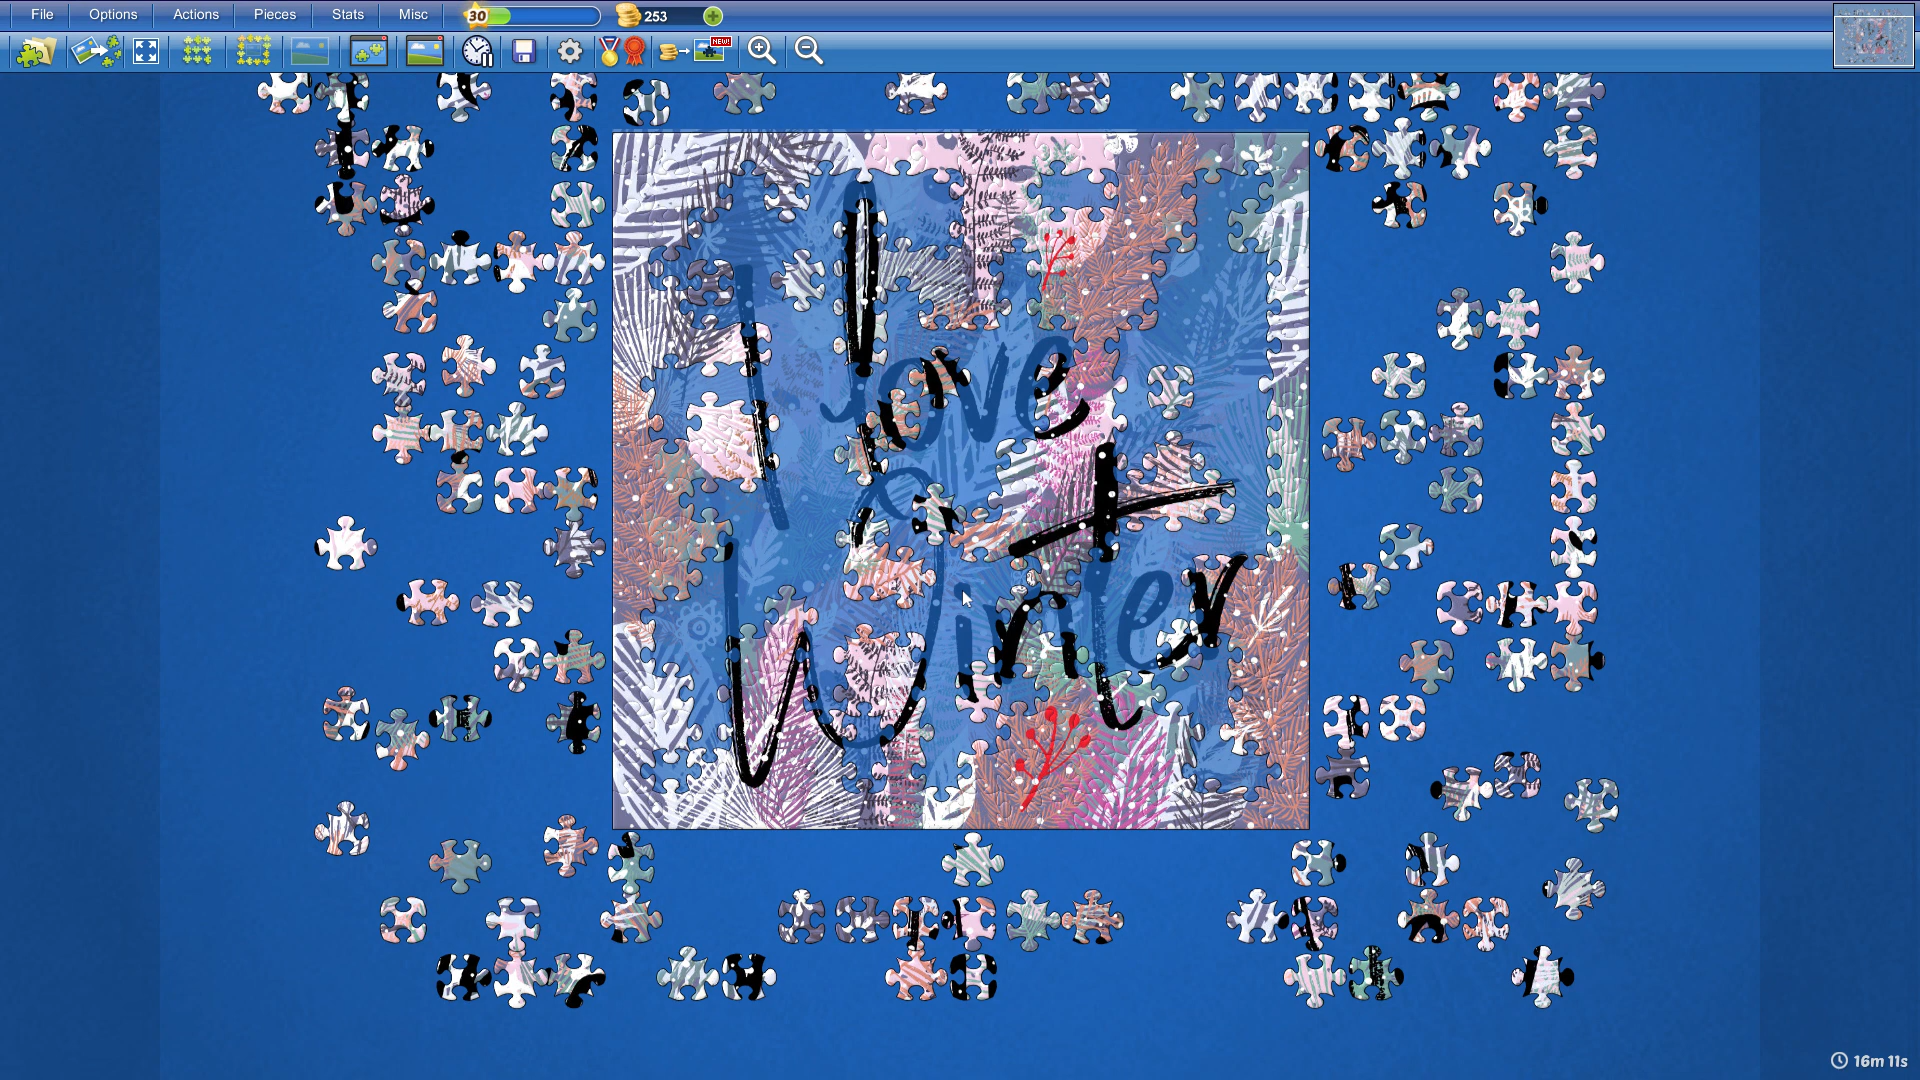 File Options Actions Pieces Stats Misc 30 253
NEW!
I love
Winter
16m 11s